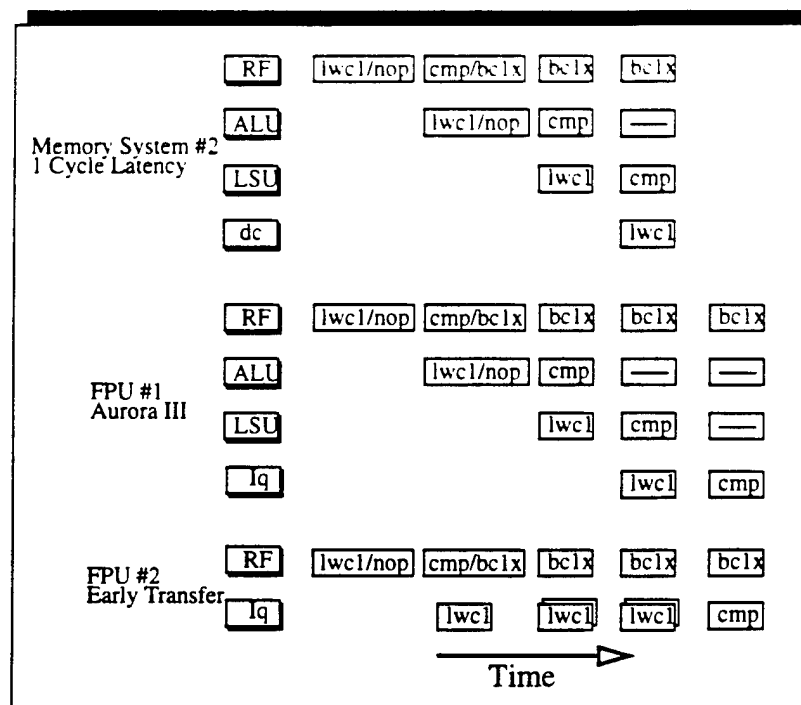 RF lwc1/nop cmp/bc1x bc1x bc1x
ALU lwc1/nop cmp —
Memory System #2
1 Cycle Latency
LSU lwc1 cmp
dc lwc1
RF lwc1/nop cmp/bc1x bc1x bc1x bc1x
ALU lwc1/nop cmp — —
FPU #1
Aurora III
LSU lwc1 cmp —
Iq lwc1 cmp
RF lwc1/nop cmp/bc1x bc1x bc1x bc1x
FPU #2
Early Transfer
Iq lwc1 lwc1 lwc1 cmp
Time